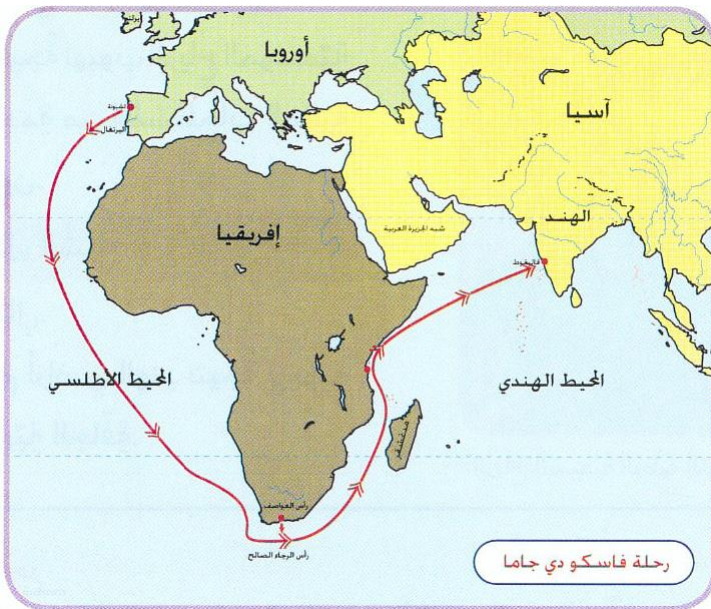 أوروبا
آسيا
لشبونة
البرتغال
إفريقيا
شبه الجزيرة العربية
الهند
قاليقوط
المحيط الأطلسي
المحيط الهندي
مدغشقر
رأس العواصف
رأس الرجاء الصالح
رحلة فاسكو دي جاما